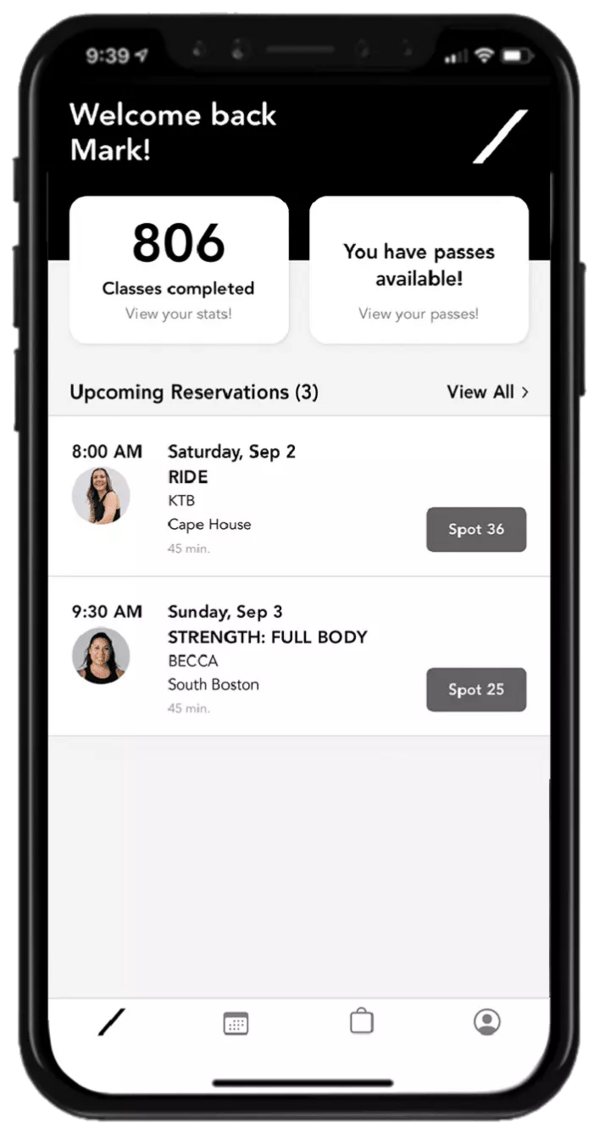 9:39
Welcome back
Mark!
806
Classes completed
View your stats!
You have passes
available!
View your passes!
Upcoming Reservations (3)
View All >
8:00 AM
Saturday, Sep 2
RIDE
KTB
Cape House
45 min.
Spot 36
9:30 AM
Sunday, Sep 3
STRENGTH: FULL BODY
BECCA
South Boston
45 min.
Spot 25